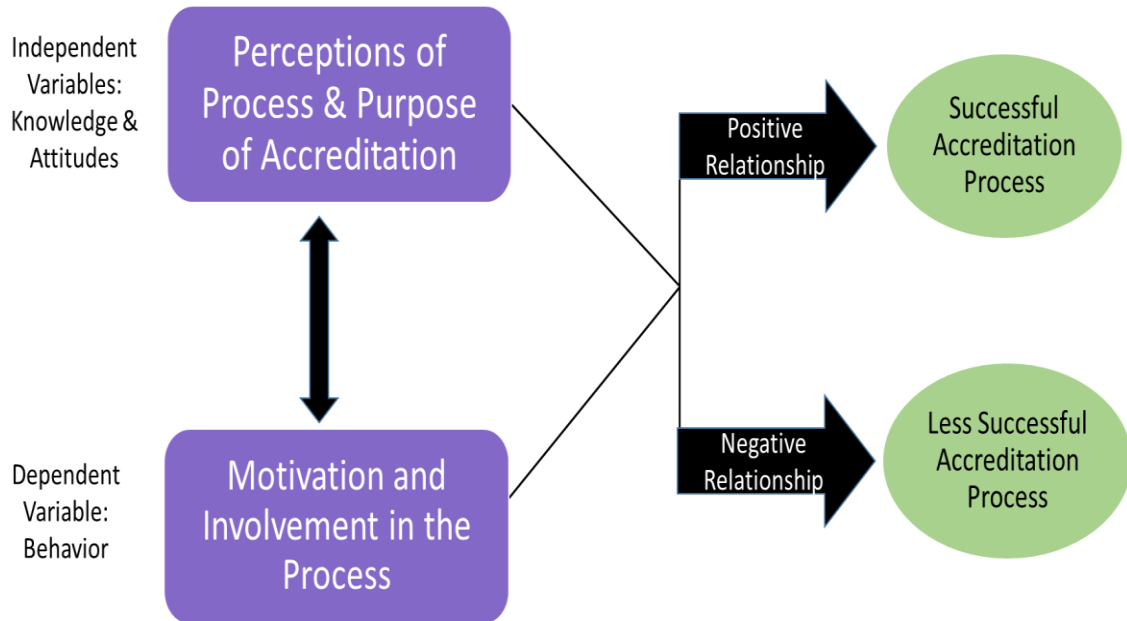 Independent
Variables:
Knowledge &
Attitudes
Perceptions of
Process & Purpose
of Accreditation
Positive
Relationship
Successful
Accreditation
Process
Dependent
Variable:
Behavior
Motivation and
Involvement in the
Process
Negative
Relationship
Less Successful
Accreditation
Process